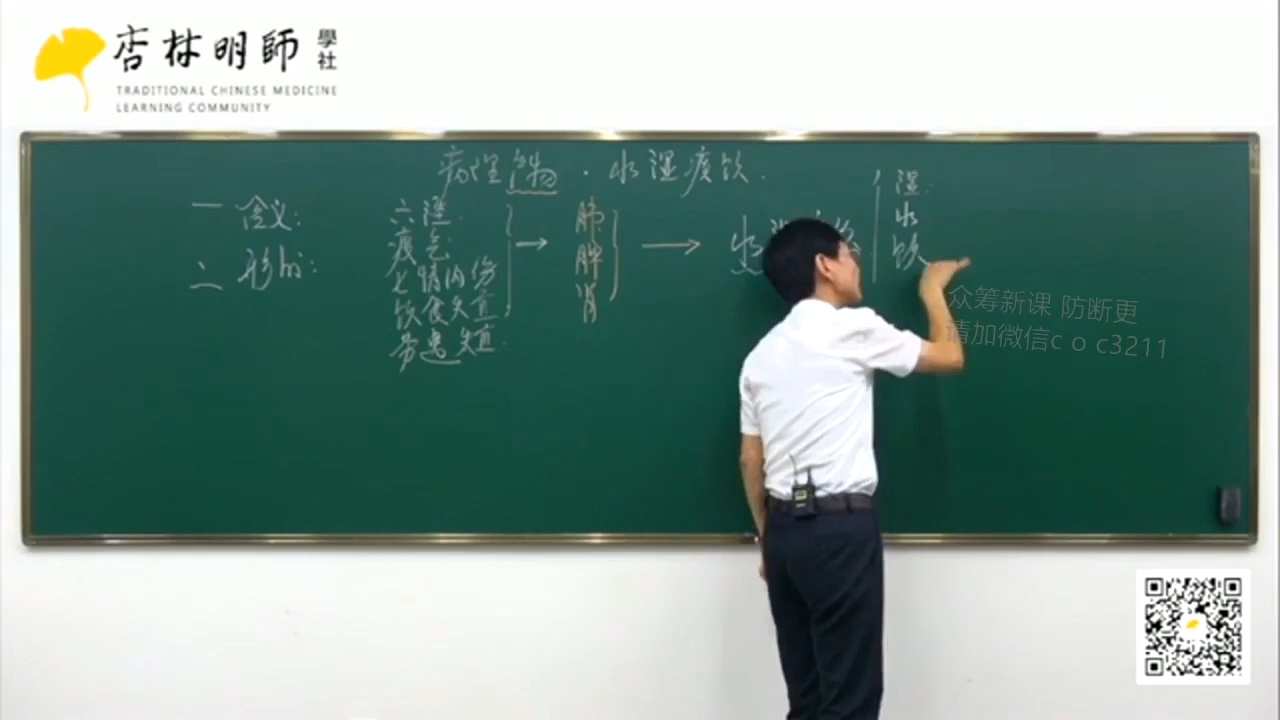 杏林明師 學社
TRADITIONAL CHINESE MEDICINE
LEARNING COMMUNITY
病理产物·水湿痰饮.
一 含义:
二 形成:
六淫
疫气
七情内伤
饮食失宜
劳逸失宜
肺
脾
肾
水湿
湿
水
饮
众筹新课 防断更
请加微信c o c3211